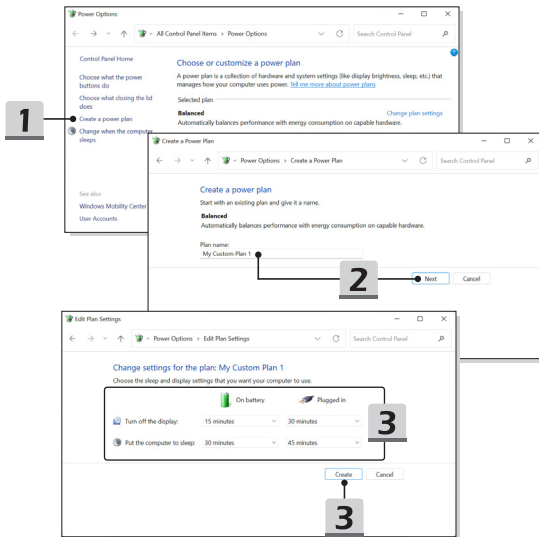 Power Options
All Control Panel Items > Power Options
Search Control Panel
Control Panel Home
Choose what the power
buttons do
Choose what closing the lid
does
Create a power plan
Change when the computer
sleeps
See also
Windows Mobility Center
User Accounts
Choose or customize a power plan
A power plan is a collection of hardware and system settings (like display brightness, sleep, etc.) that
manages how your computer uses power. Tell me more about power plans
Selected plan
Balanced
Change plan settings
Automatically balances performance with energy consumption on capable hardware.
1
Create a Power Plan
Power Options > Create a Power Plan
Search Control Panel
Create a power plan
Start with an existing plan and give it a name.
Balanced
Automatically balances performance with energy consumption on capable hardware.
Plan name:
My Custom Plan 1
2
Next
Cancel
Edit Plan Settings
Power Options > Edit Plan Settings
Search Control Panel
Change settings for the plan: My Custom Plan 1
Choose the sleep and display settings that you want your computer to use.
On battery
Plugged in
Turn off the display:
15 minutes
30 minutes
Put the computer to sleep:
30 minutes
45 minutes
3
Create
Cancel
3